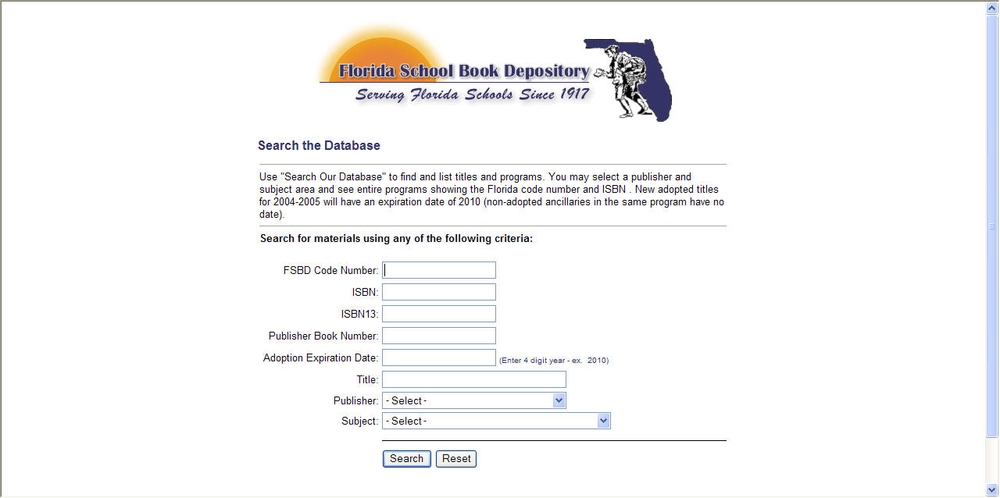 Florida School Book Depository
Serving Florida Schools Since 1917
Search the Database
Use "Search Our Database" to find and list titles and programs. You may select a publisher and
subject area and see entire programs showing the Florida code number and ISBN . New adopted titles
for 2004-2005 will have an expiration date of 2010 (non-adopted ancillaries in the same program have no
date).
Search for materials using any of the following criteria:
FSBD Code Number:
ISBN:
ISBN13:
Publisher Book Number:
Adoption Expiration Date: (Enter 4 digit year - ex. 2010)
Title:
Publisher: - Select -
Subject: - Select -
Search Reset